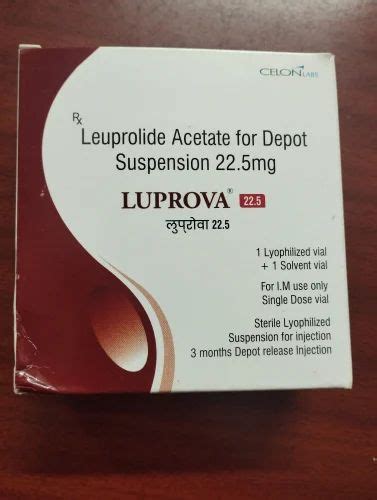 CELON LABS
Rx
Leuprolide Acetate for Depot
Suspension 22.5mg
LUPROVA® 22.5
लुप्रोवा 22.5
1 Lyophilized vial
+ 1 Solvent vial
For I.M use only
Single Dose vial
Sterile Lyophilized
Suspension for injection
3 months Depot release Injection